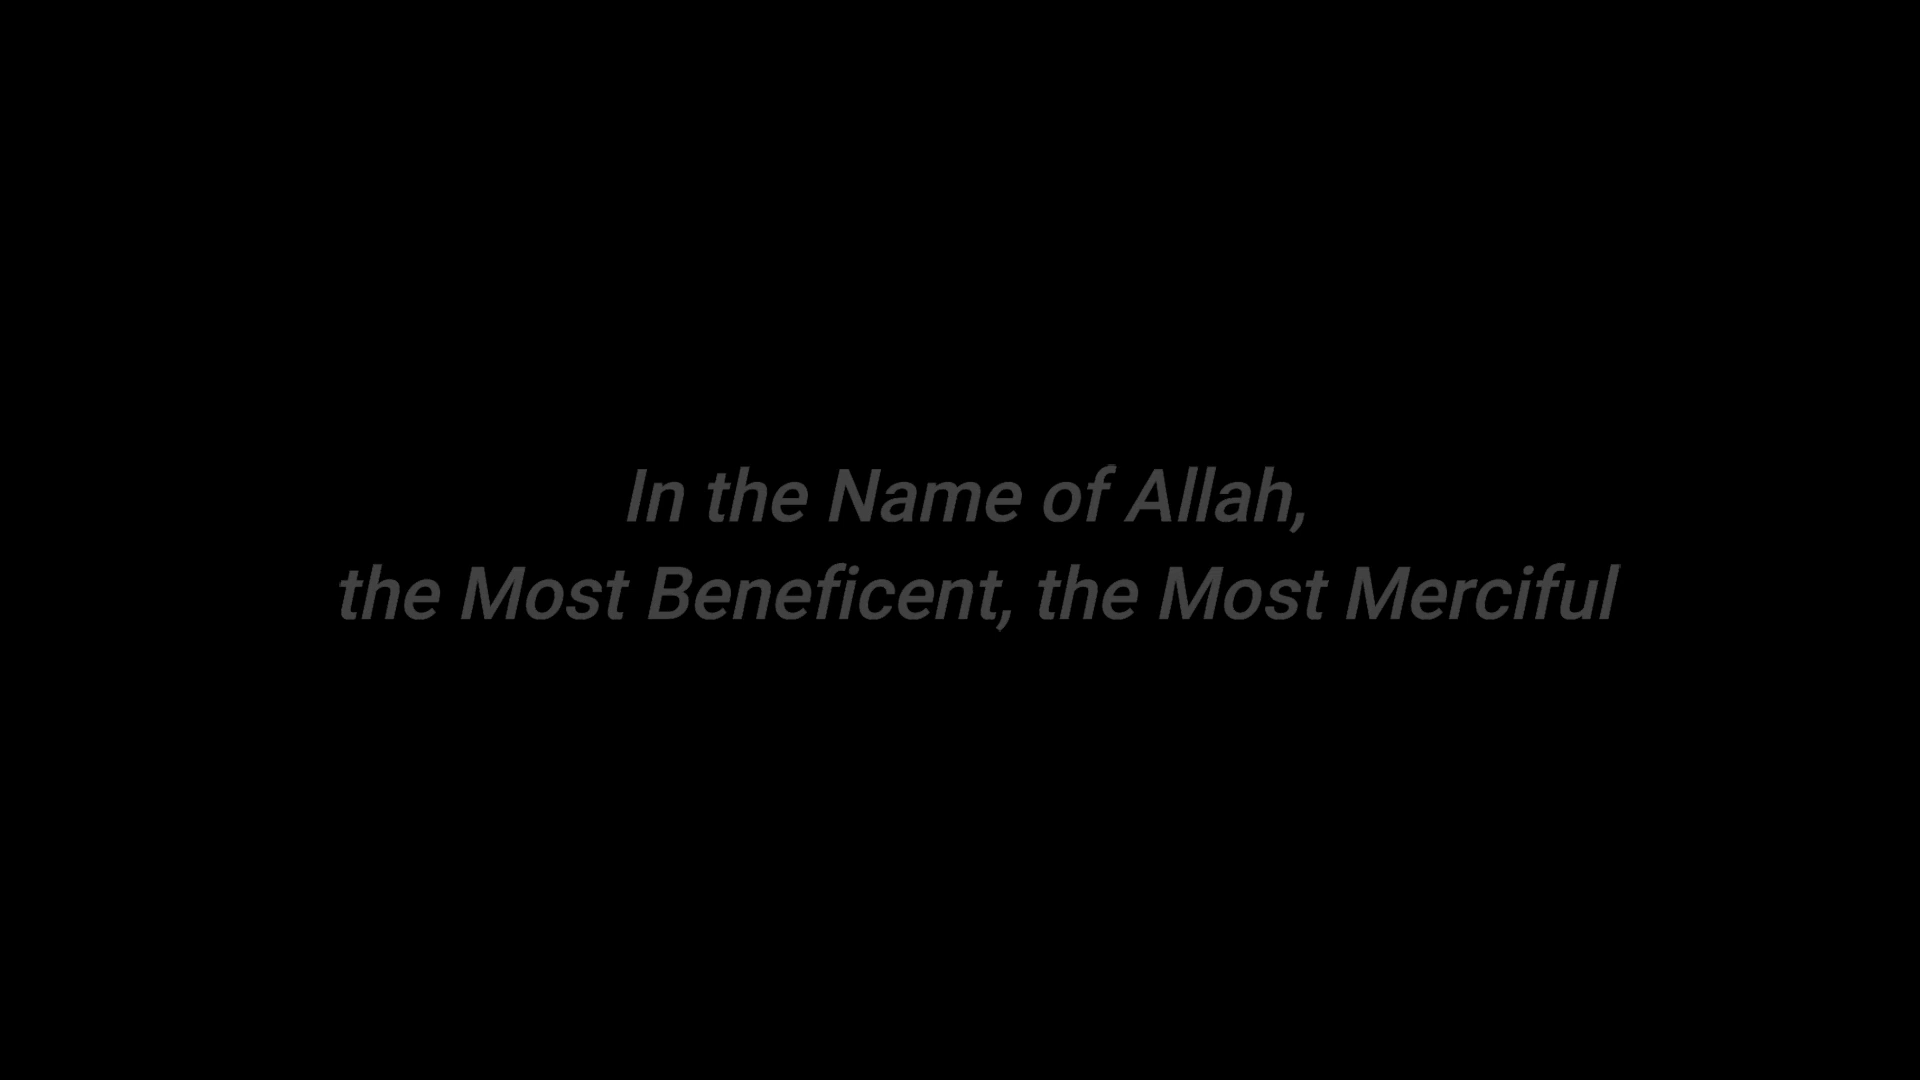 In the Name of Allah,
the Most Beneficent, the Most Merciful